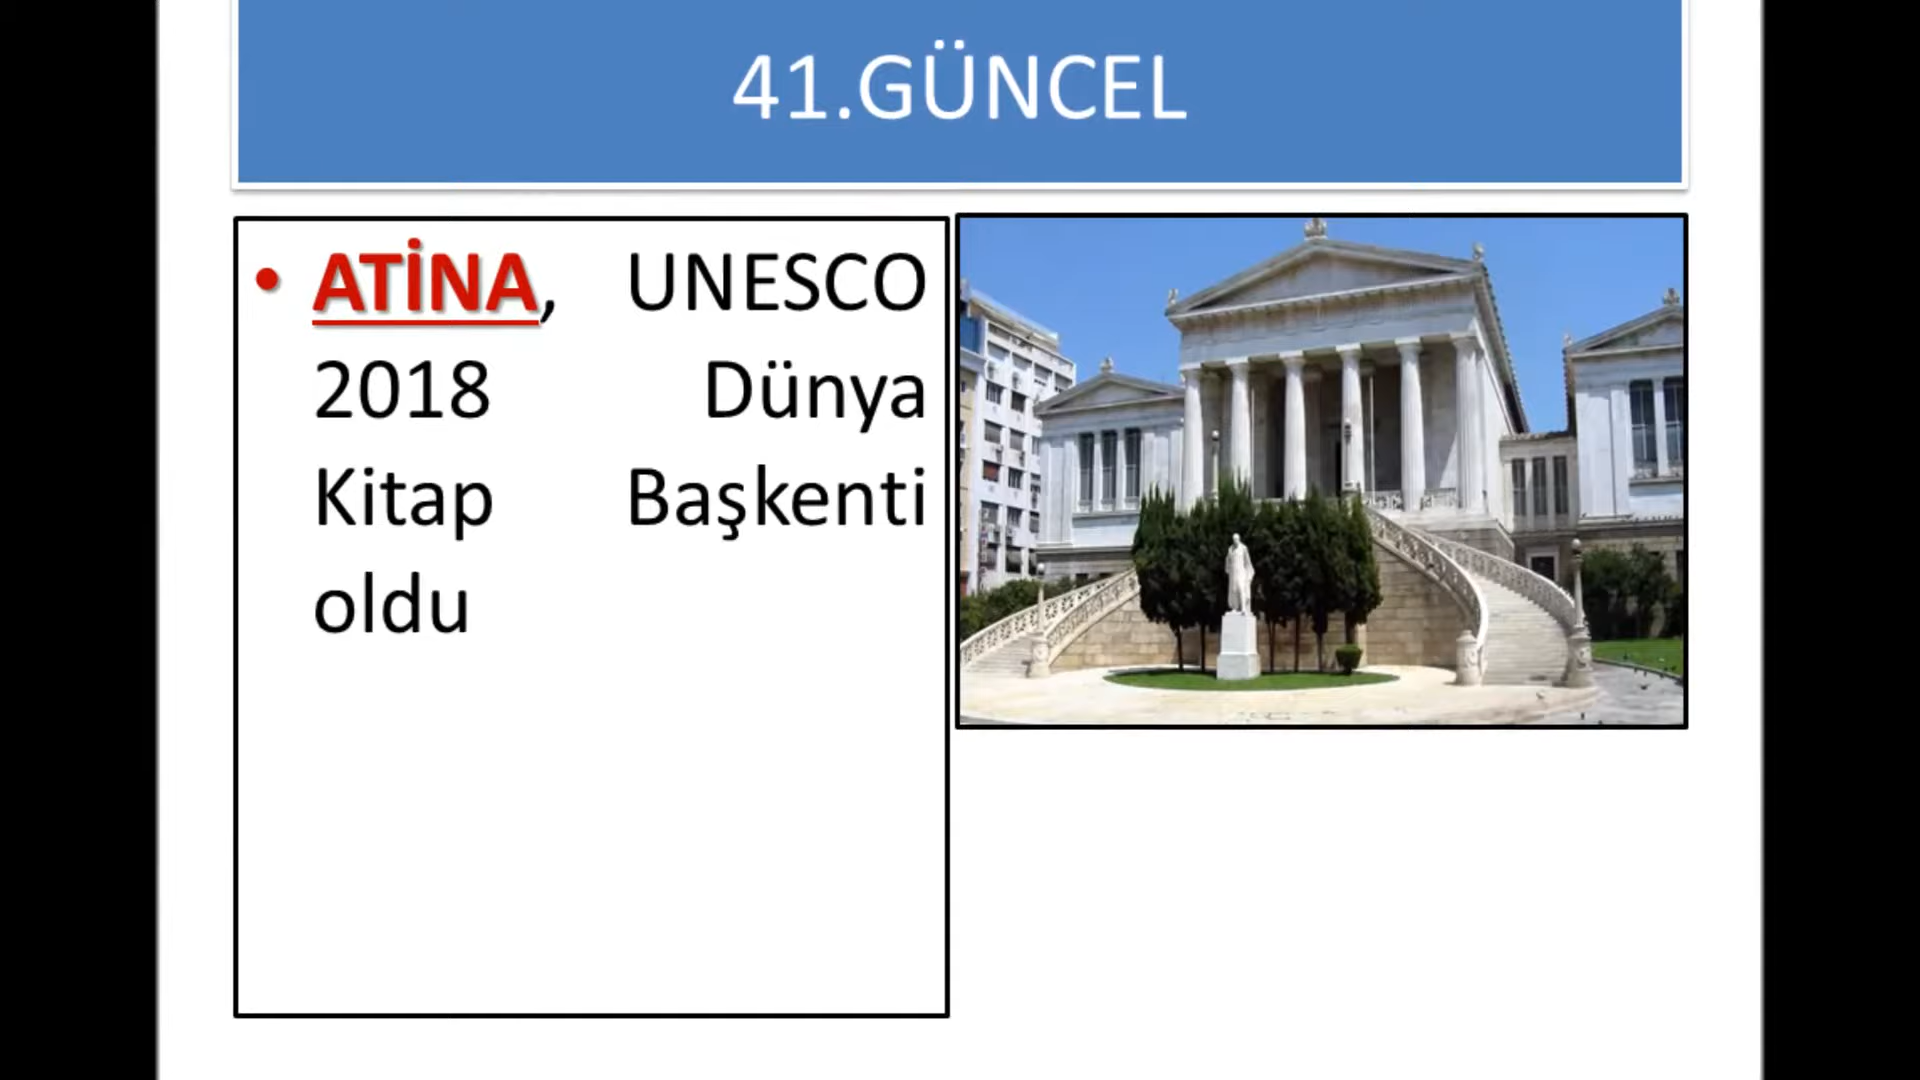 41.GÜNCEL
• ATİNA, UNESCO
2018 Dünya
Kitap Başkenti
oldu